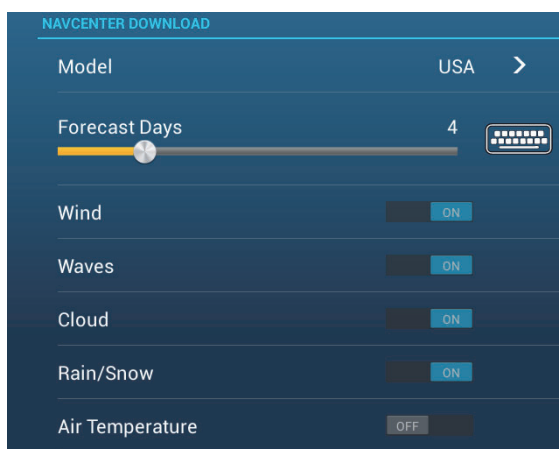 NAVCENTER DOWNLOAD
Model USA
Forecast Days 4
Wind ON
Waves ON
Cloud ON
Rain/Snow ON
Air Temperature OFF